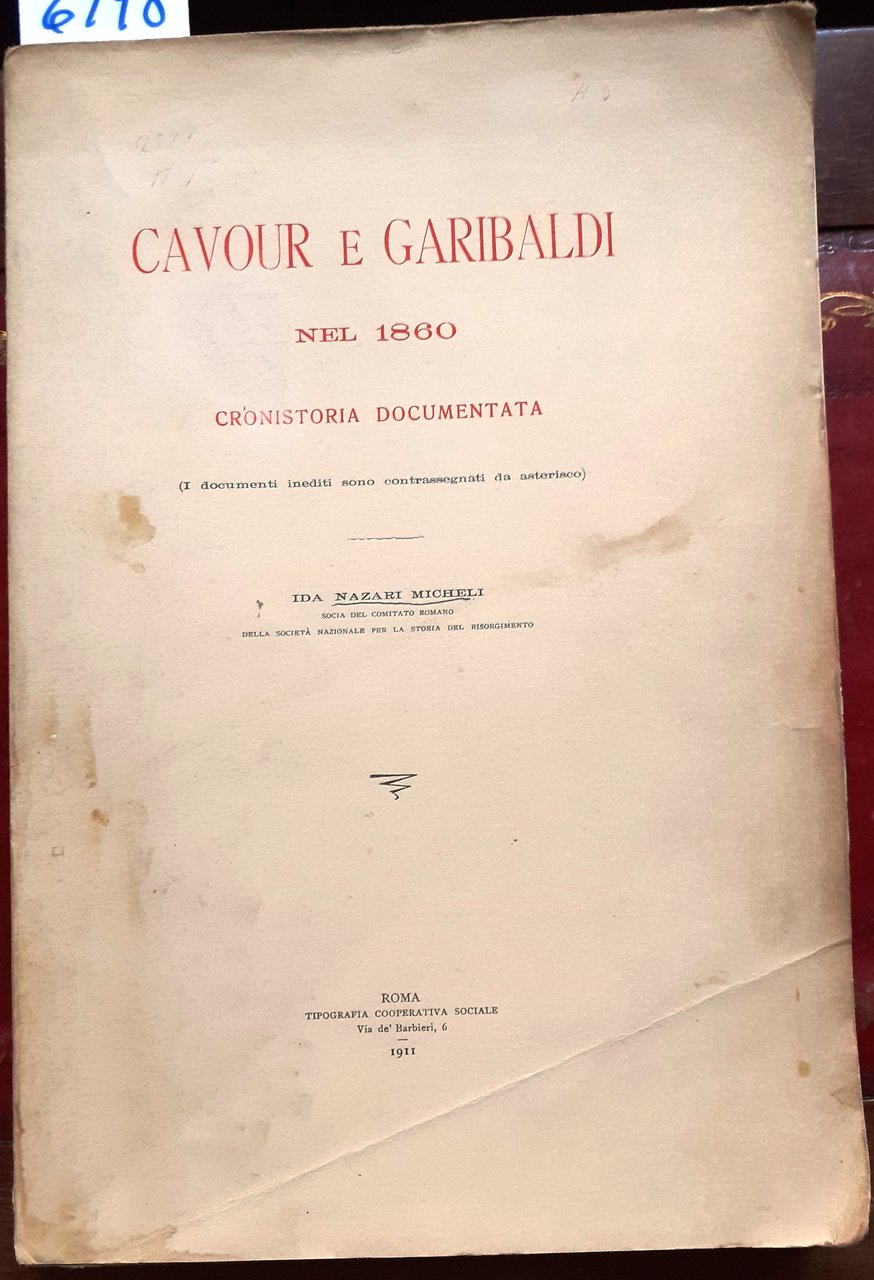 CAVOUR E GARIBALDI
NEL 1860
CRONISTORIA DOCUMENTATA
(I documenti inediti sono contrassegnati da asterisco)
IDA NAZARI MICHELI
SOCIA DEL COMITATO ROMANO
DELLA SOCIETÀ NAZIONALE PER LA STORIA DEL RISORGIMENTO
ROMA
TIPOGRAFIA COOPERATIVA SOCIALE
Via de' Barbieri, 6
1911